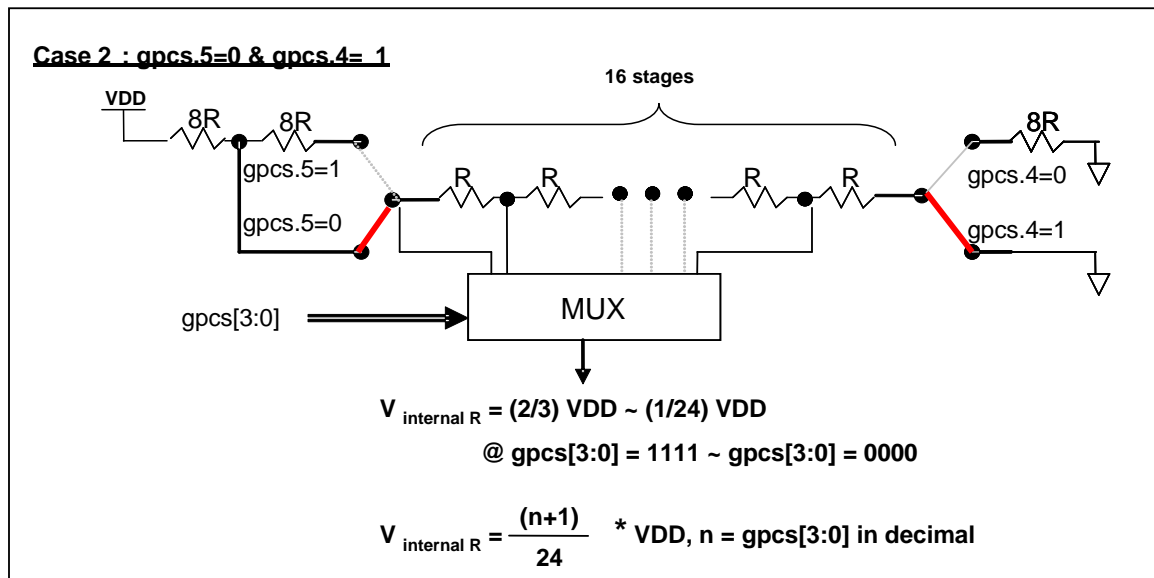 Case 2 : gpcs.5=0 & gpcs.4= 1
16 stages
VDD
8R 8R 8R
gpcs.5=1
gpcs.4=0
R R R R
gpcs.5=0
gpcs.4=1
gpcs[3:0]
MUX
V internal R = (2/3) VDD ~ (1/24) VDD
@ gpcs[3:0] = 1111 ~ gpcs[3:0] = 0000
V internal R = (n+1) / 24 * VDD, n = gpcs[3:0] in decimal